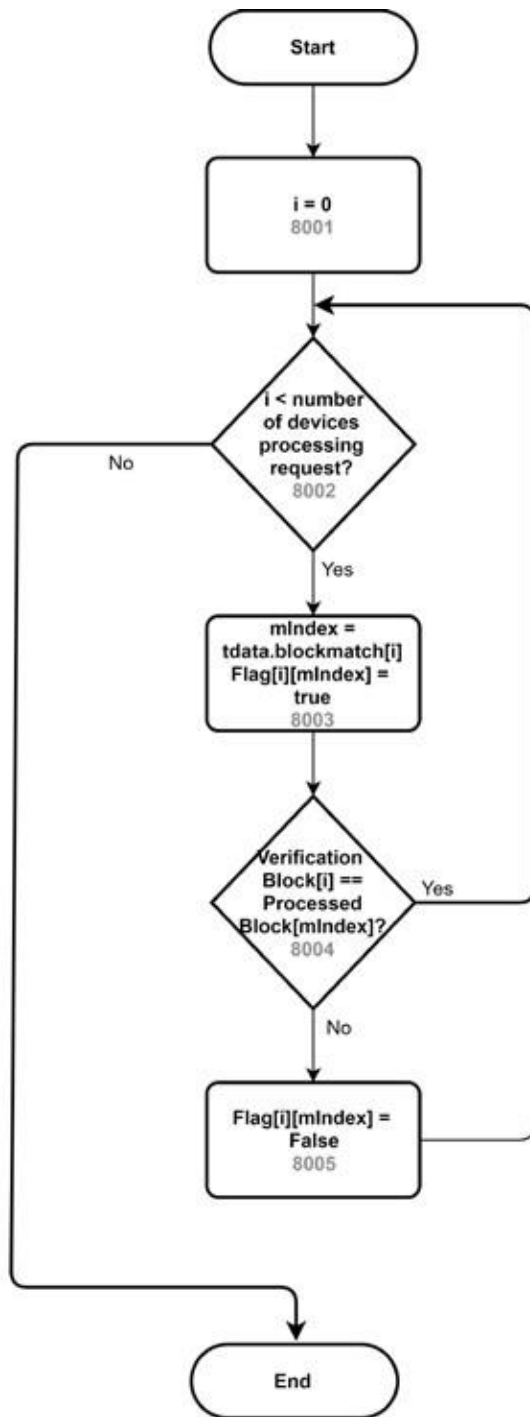 Start
i = 0
8001
i < number
of devices
processing
request?
8002
No
Yes
mIndex =
tdata.blockmatch[i]
Flag[i][mIndex] =
true
8003
Verification
Block[i] ==
Processed
Block[mIndex]?
8004
Yes
No
Flag[i][mIndex] =
False
8005
End